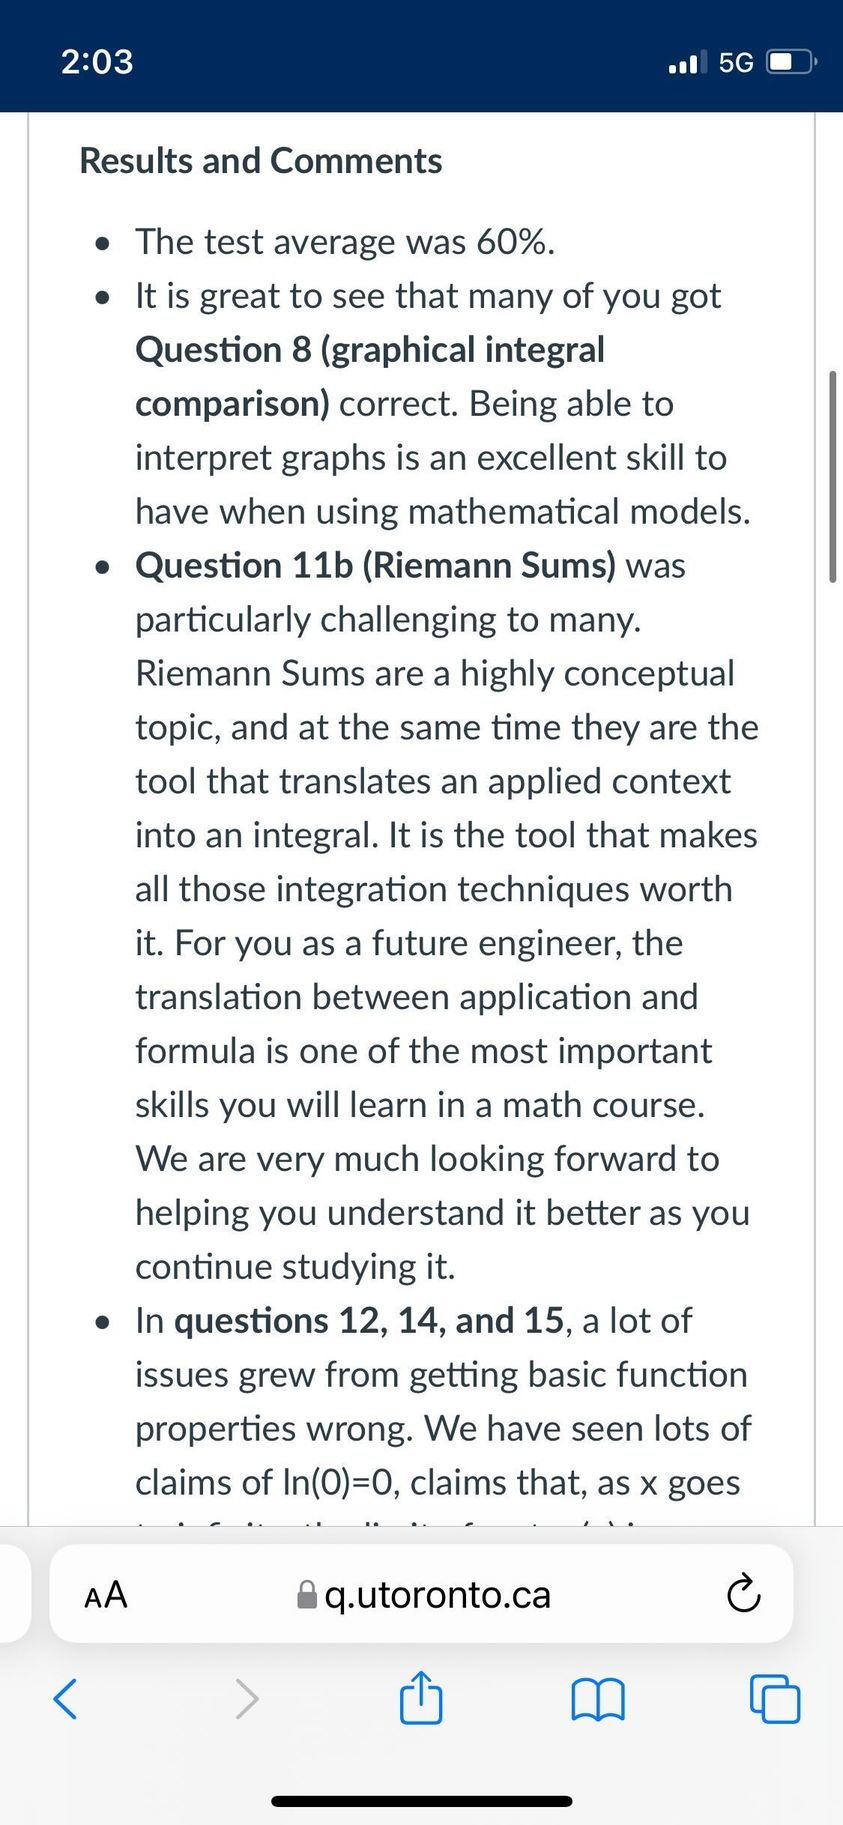 2:03
5G
Results and Comments
• The test average was 60%.
• It is great to see that many of you got
Question 8 (graphical integral
comparison) correct. Being able to
interpret graphs is an excellent skill to
have when using mathematical models.
• Question 11b (Riemann Sums) was
particularly challenging to many.
Riemann Sums are a highly conceptual
topic, and at the same time they are the
tool that translates an applied context
into an integral. It is the tool that makes
all those integration techniques worth
it. For you as a future engineer, the
translation between application and
formula is one of the most important
skills you will learn in a math course.
We are very much looking forward to
helping you understand it better as you
continue studying it.
• In questions 12, 14, and 15, a lot of
issues grew from getting basic function
properties wrong. We have seen lots of
claims of ln(0)=0, claims that, as x goes
AA
q.utoronto.ca